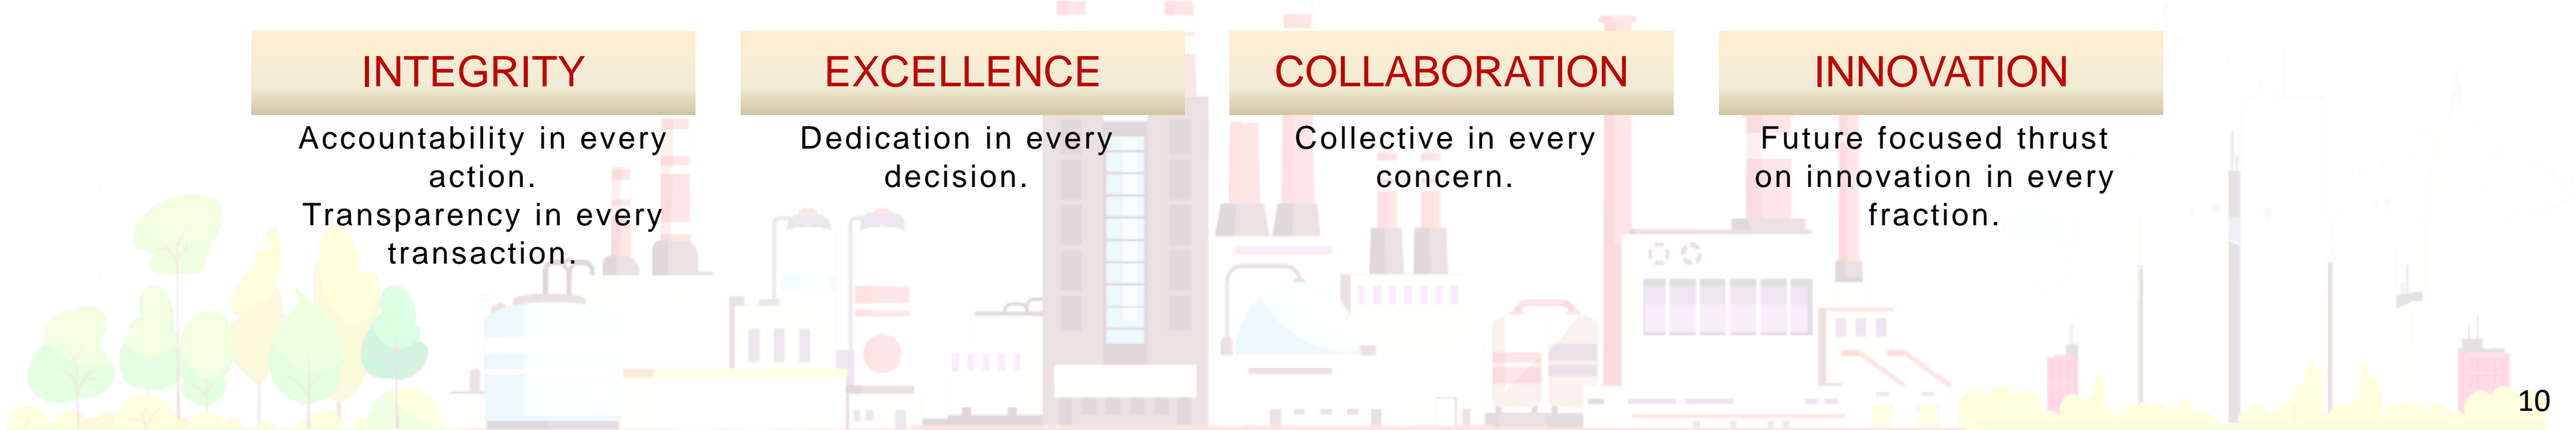 INTEGRITY
Accountability in every
action.
Transparency in every
transaction.
EXCELLENCE
Dedication in every
decision.
COLLABORATION
Collective in every
concern.
INNOVATION
Future focused thrust
on innovation in every
fraction.
10